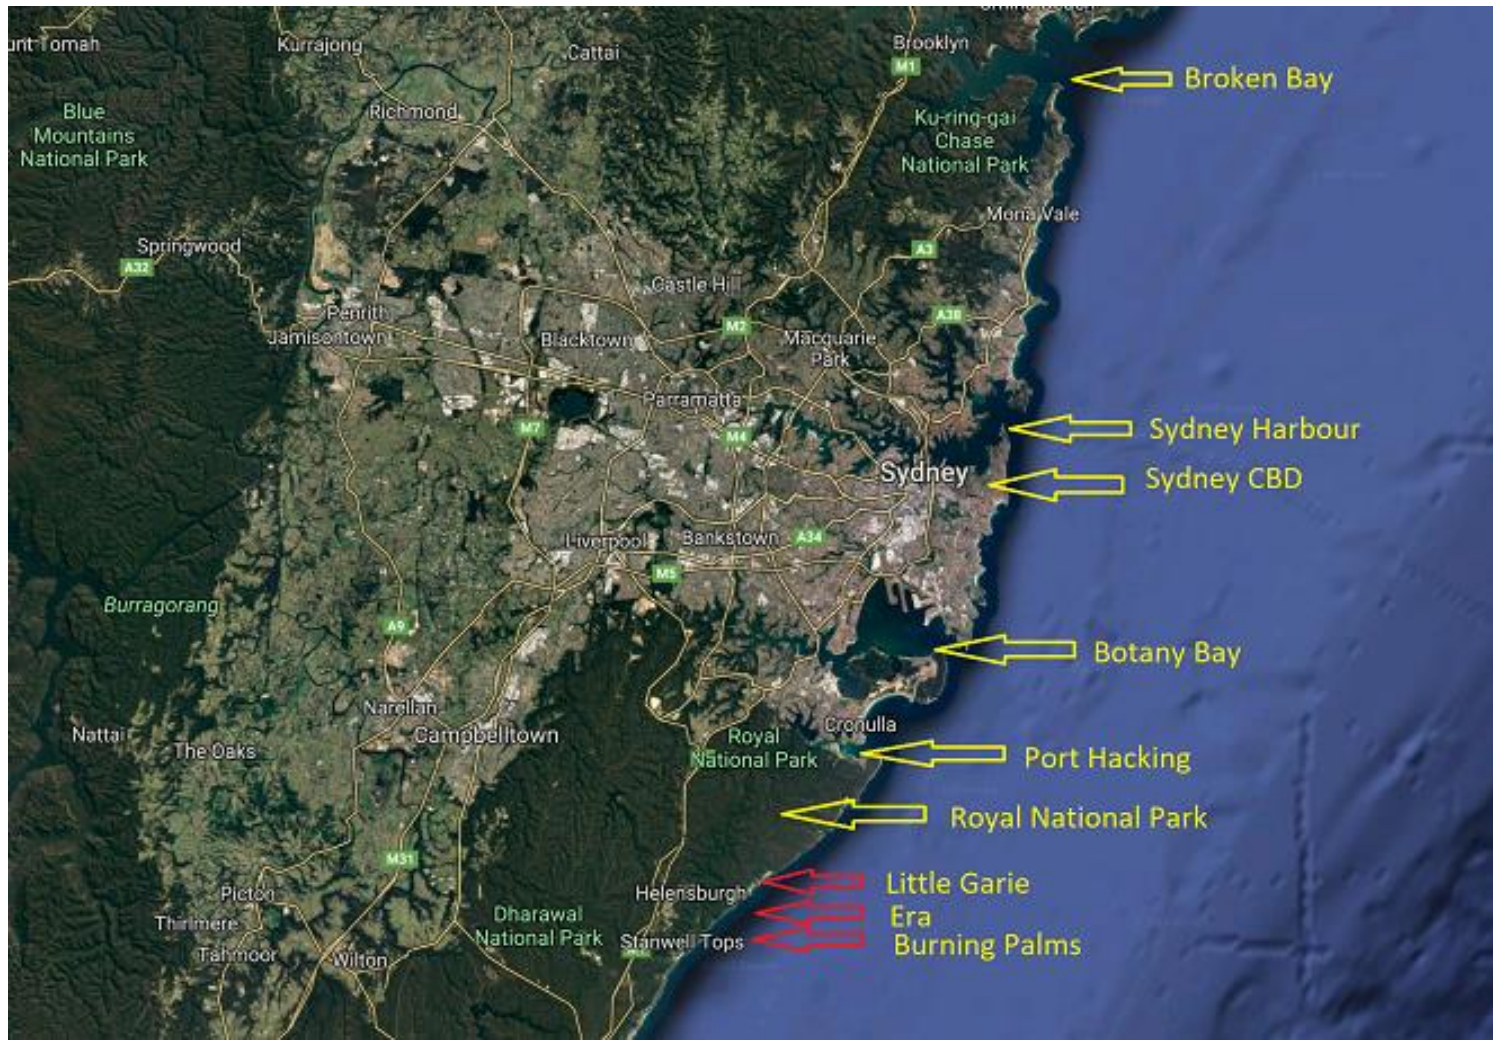 unt Tomah
Kurrajong
Cattai
Brooklyn
M1
Broken Bay
Blue
Mountains
National Park
Richmond
Ku-ring-gai
Chase
National Park
Mona Vale
Springwood
A32
A3
Castle Hill
Penrith
Jamisontown
Blacktown
M2
Macquarie
Park
A38
Parramatta
M7
M4
Sydney Harbour
Sydney
Sydney CBD
Liverpool
Bankstown
A34
M5
Burragorang
A9
Botany Bay
Narellan
Campbelltown
Cronulla
Nattai
The Oaks
Royal
National Park
Port Hacking
Royal National Park
M31
Picton
Helensburgh
Little Garie
Thirlmere
Dharawal
National Park
Era
Tahmoor
Wilton
Stanwell Tops
Burning Palms